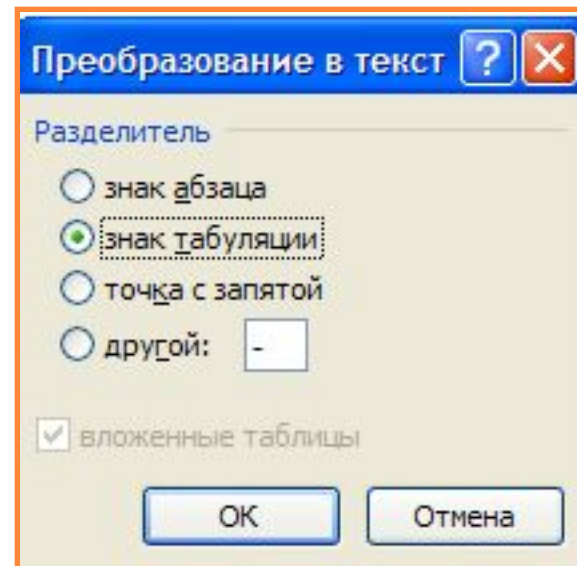 Преобразование в текст ?
Разделитель
знак абзаца
знак табуляции
точка с запятой
другой: -
вложенные таблицы
ОК Отмена